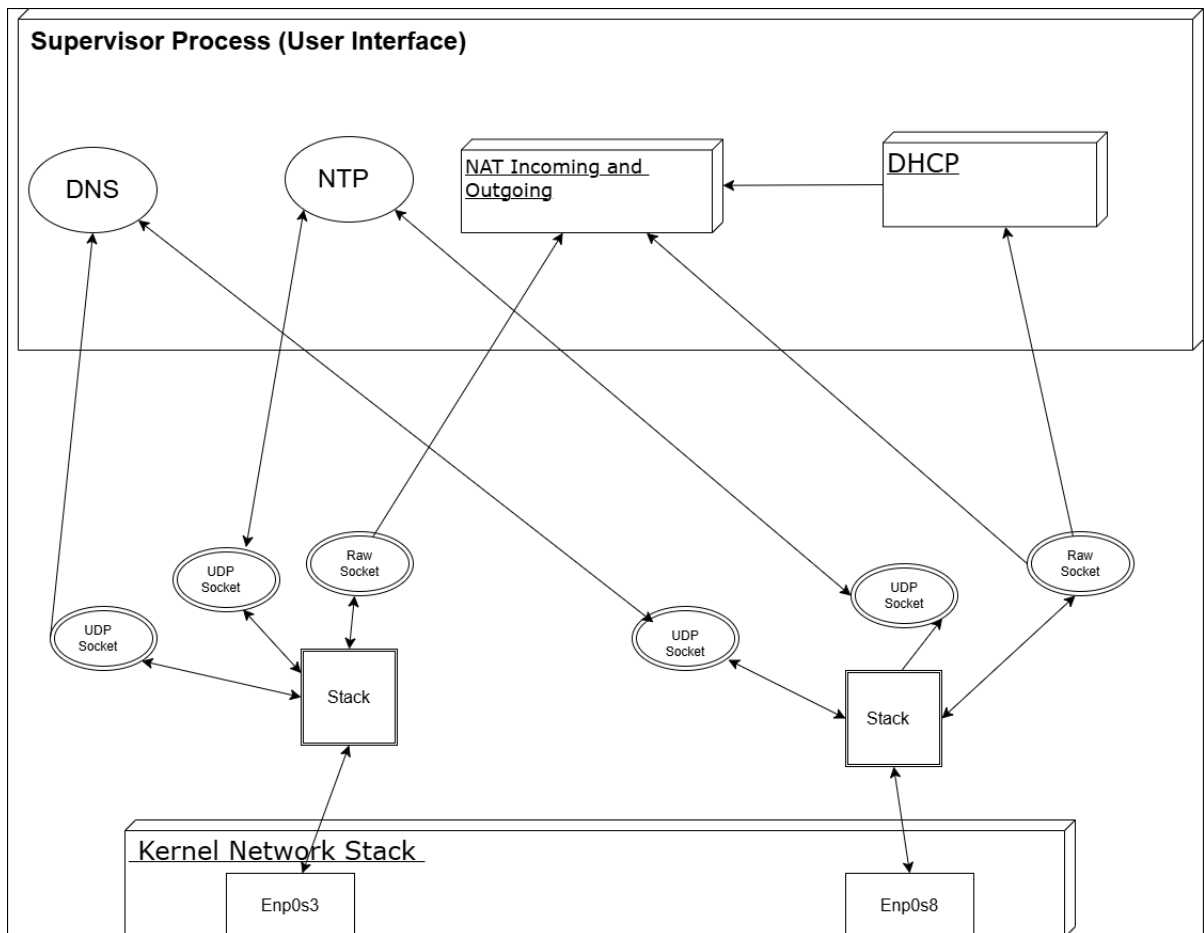 Supervisor Process (User Interface)
DNS
NTP
NAT Incoming and
Outgoing
DHCP
UDP
Socket
UDP
Socket
Raw
Socket
UDP
Socket
UDP
Socket
Raw
Socket
Stack
Stack
Kernel Network Stack
Enp0s3
Enp0s8